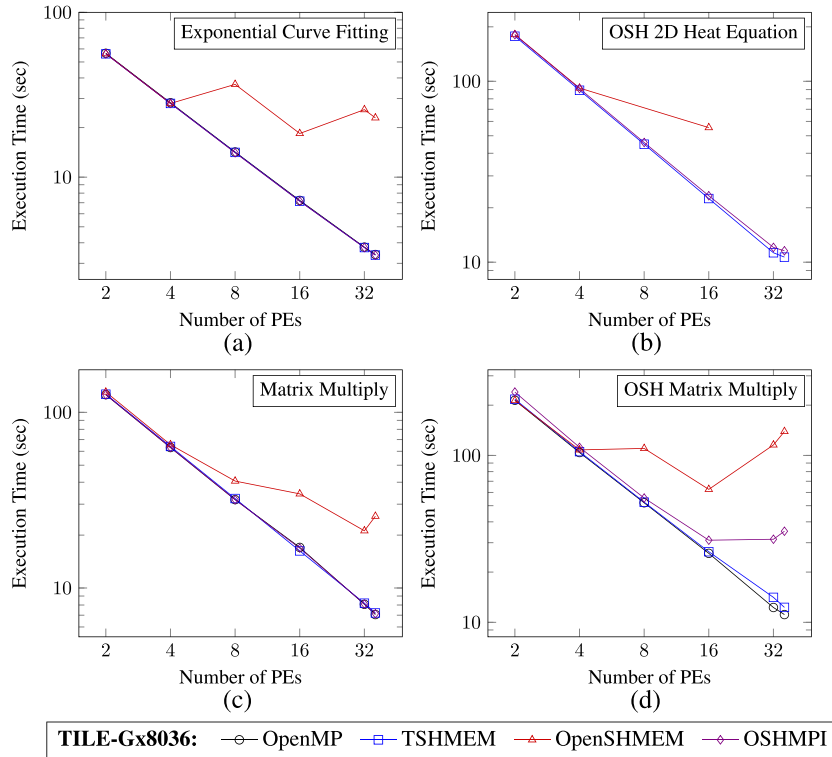 Exponential Curve Fitting
Execution Time (sec)
100
10
2 4 8 16 32
Number of PEs
(a)
OSH 2D Heat Equation
Execution Time (sec)
100
10
2 4 8 16 32
Number of PEs
(b)
Matrix Multiply
Execution Time (sec)
100
10
2 4 8 16 32
Number of PEs
(c)
OSH Matrix Multiply
Execution Time (sec)
100
10
2 4 8 16 32
Number of PEs
(d)
TILE-Gx8036: OpenMP TSHMEM OpenSHMEM OSHMPI